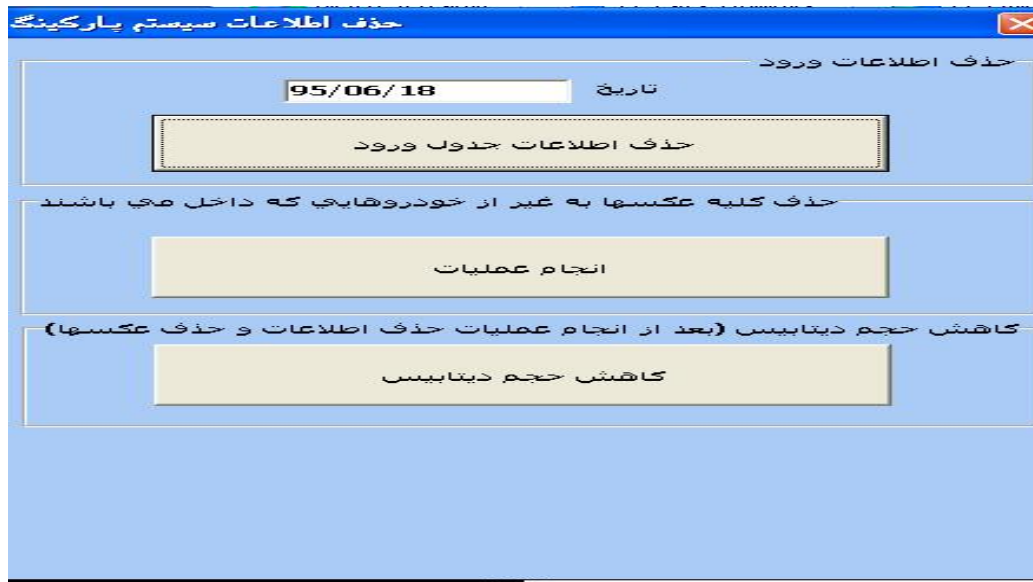 حذف اطلاعات سیستم پارکینگ
حذف اطلاعات ورود
تاریخ 95/06/18
حذف اطلاعات جدول ورود
حذف کلیه عکسها به غیر از خودروهایي که داخل مي باشند
انجام عملیات
کاهش حجم دیتابیس (بعد از انجام عملیات حذف اطلاعات و حذف عکسها)
کاهش حجم دیتابیس